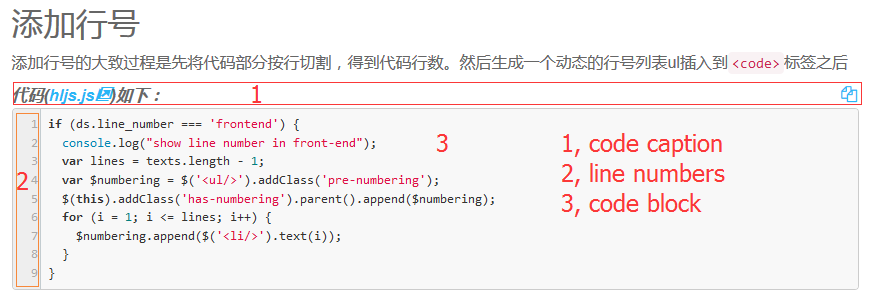 添加行号
添加行号的大致过程是先将代码部分按行切割，得到代码行数。然后生成一个动态的行号列表ul插入到<code>标签之后
代码(hljs.js)如下：
1
1 if (ds.line_number === 'frontend') {
2   console.log("show line number in front-end");
3   var lines = texts.length - 1;
4   var $numbering = $('<ul/>').addClass('pre-numbering');
5   $(this).addClass('has-numbering').parent().append($numbering);
6   for (i = 1; i <= lines; i++) {
7     $numbering.append($('<li/>').text(i));
8   }
9 }
2
3
1, code caption
2, line numbers
3, code block